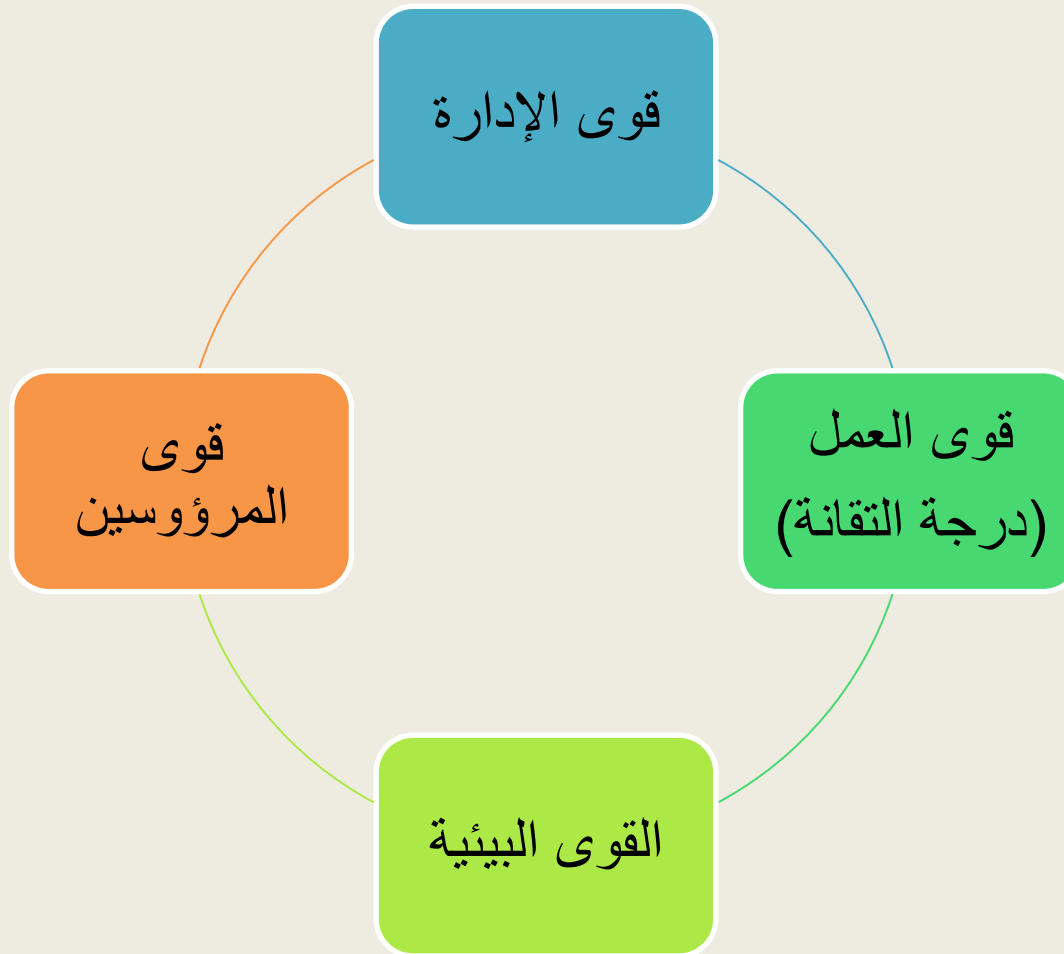 قوى الإدارة
قوى العمل
(درجة التقانة)
القوى البيئية
قوى
المرؤوسين